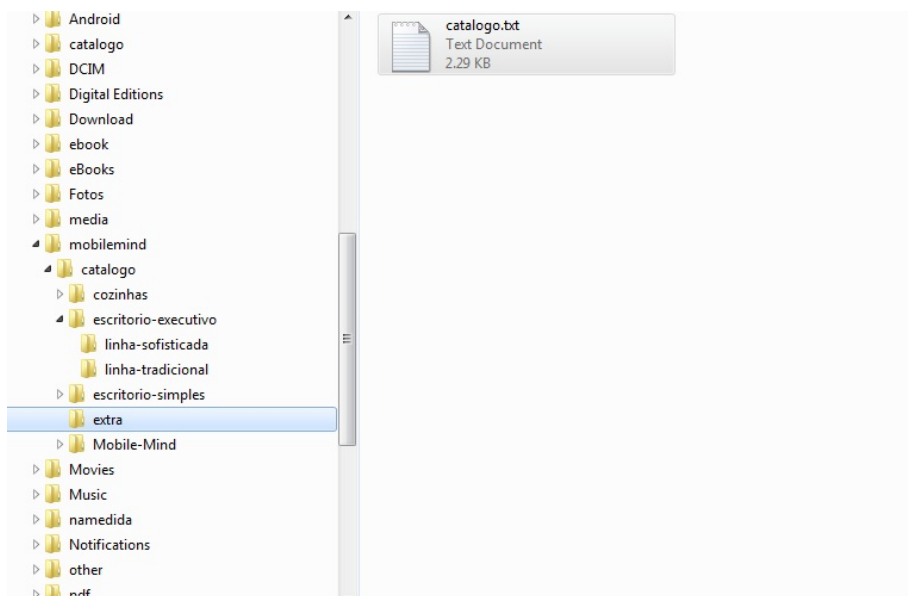 Android
catalogo
DCIM
Digital Editions
Download
ebook
eBooks
Fotos
media
mobilemind
catalogo
cozinhas
escritorio-executivo
linha-sofisticada
linha-tradicional
escritorio-simples
extra
Mobile-Mind
Movies
Music
namedida
Notifications
other
pdf
catalogo.txt
Text Document
2.29 KB